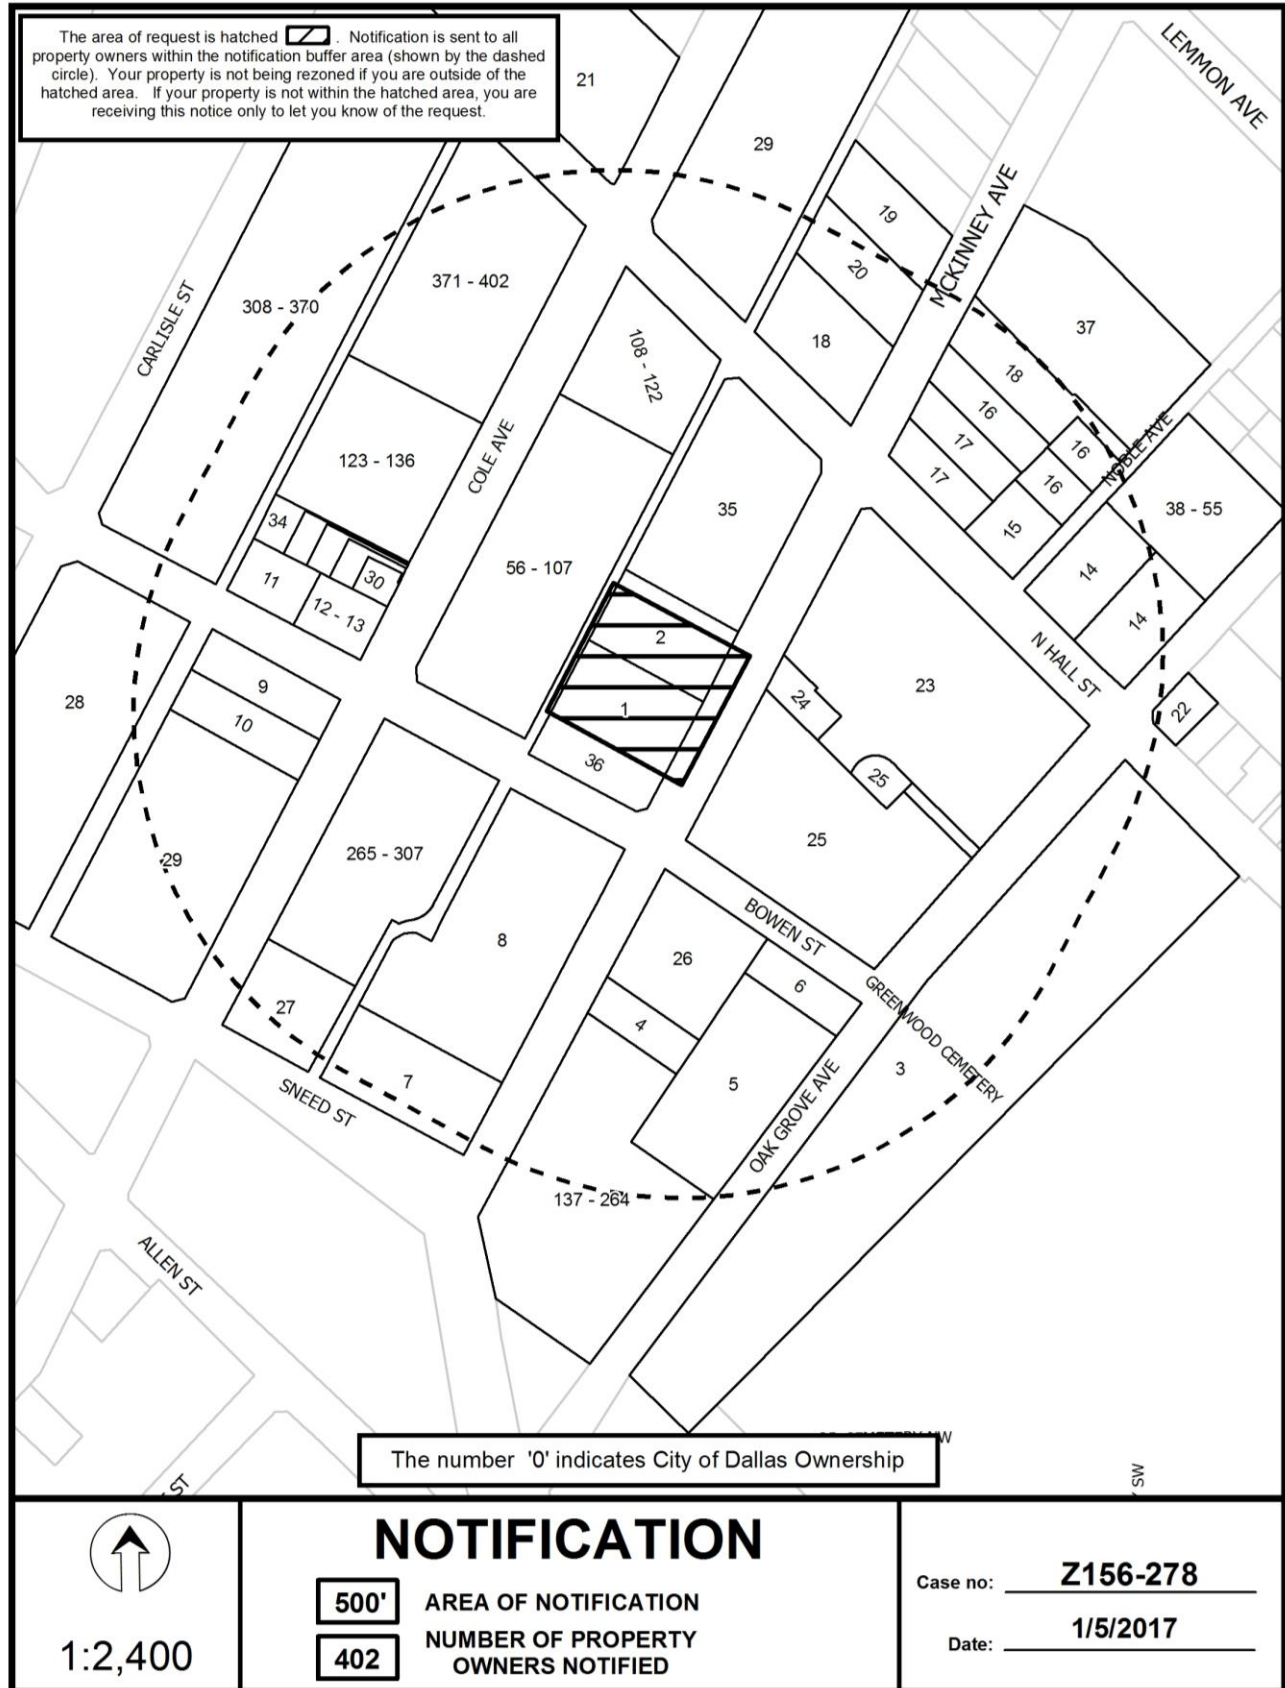 The area of request is hatched . Notification is sent to all
property owners within the notification buffer area (shown by the dashed
circle). Your property is not being rezoned if you are outside of the
hatched area. If your property is not within the hatched area, you are
receiving this notice only to let you know of the request.
LEMMON AVE
21
29
MCKINNEY AVE
19
20
18
37
371 - 402
308 - 370
CARLISLE ST
108 - 122
18
16
17
17
16
16
15
NOBLE AVE
38 - 55
123 - 136
COLE AVE
35
34
30
11
12 - 13
56 - 107
14
14
N HALL ST
2
1
36
23
24
25
22
28
9
10
29
265 - 307
25
8
BOWEN ST
26
6
GREENWOOD CEMETERY
27
4
5
3
7
SNEED ST
OAK GROVE AVE
137 - 264
ALLEN ST
ST
SW
The number '0' indicates City of Dallas Ownership
1:2,400
NOTIFICATION
500' AREA OF NOTIFICATION
402 NUMBER OF PROPERTY
OWNERS NOTIFIED
Case no: Z156-278
Date: 1/5/2017